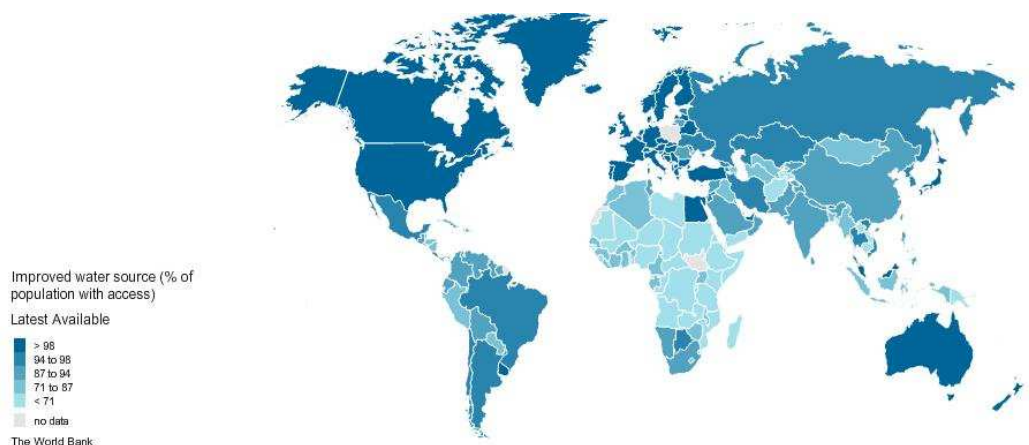 Improved water source (% of
population with access)
Latest Available
> 98
94 to 98
87 to 94
71 to 87
< 71
no data
The World Bank